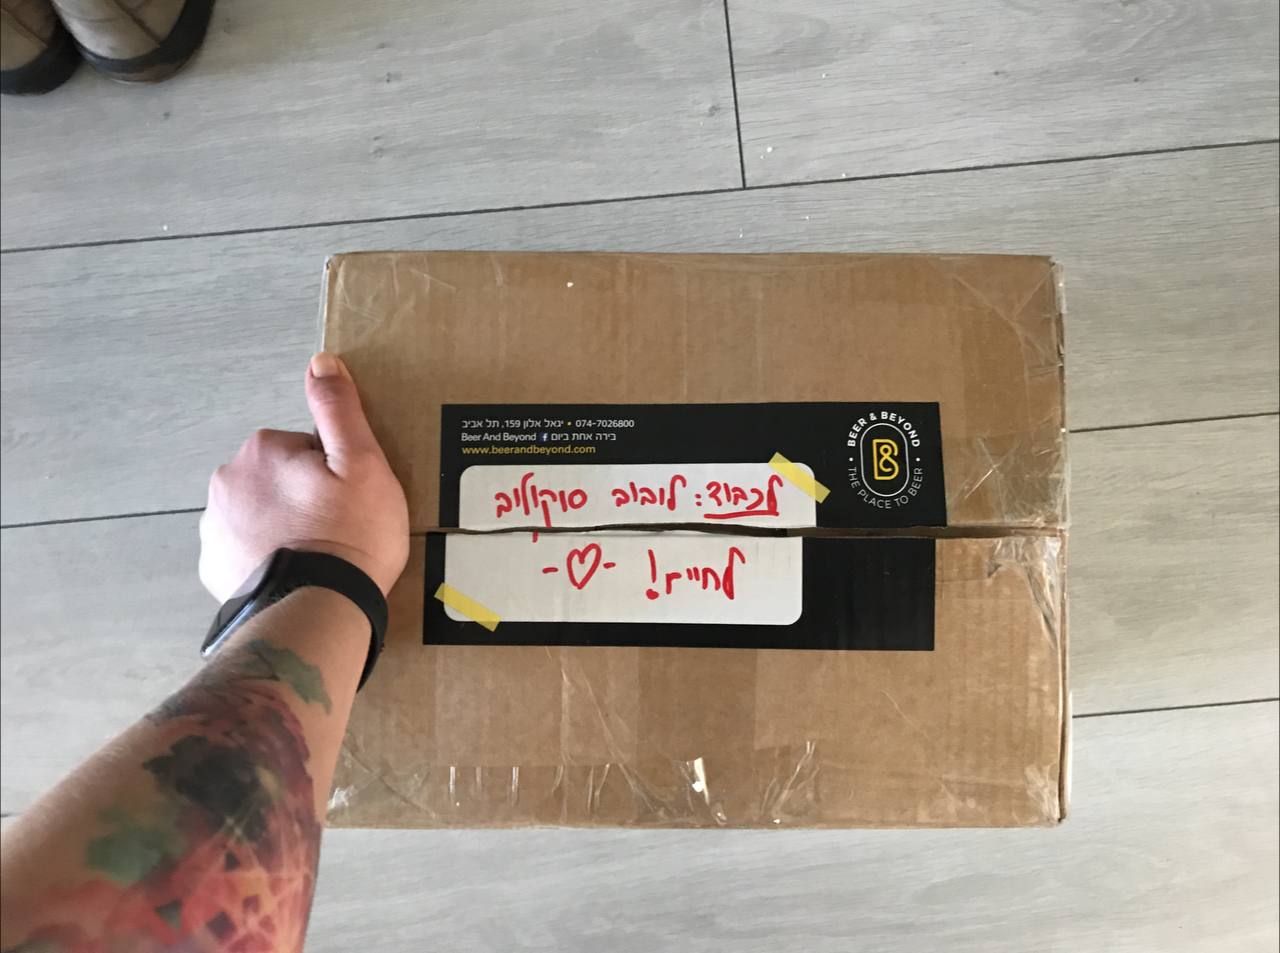 074-7026800 • יגאל אלון 159, תל אביב
Beer And Beyond f בירה אחת ביום
www.beerandbeyond.com
BEER & BEYOND
• THE PLACE TO BEER •
לכבוד: לובוב סוקוליוב
לחיים! -♡-